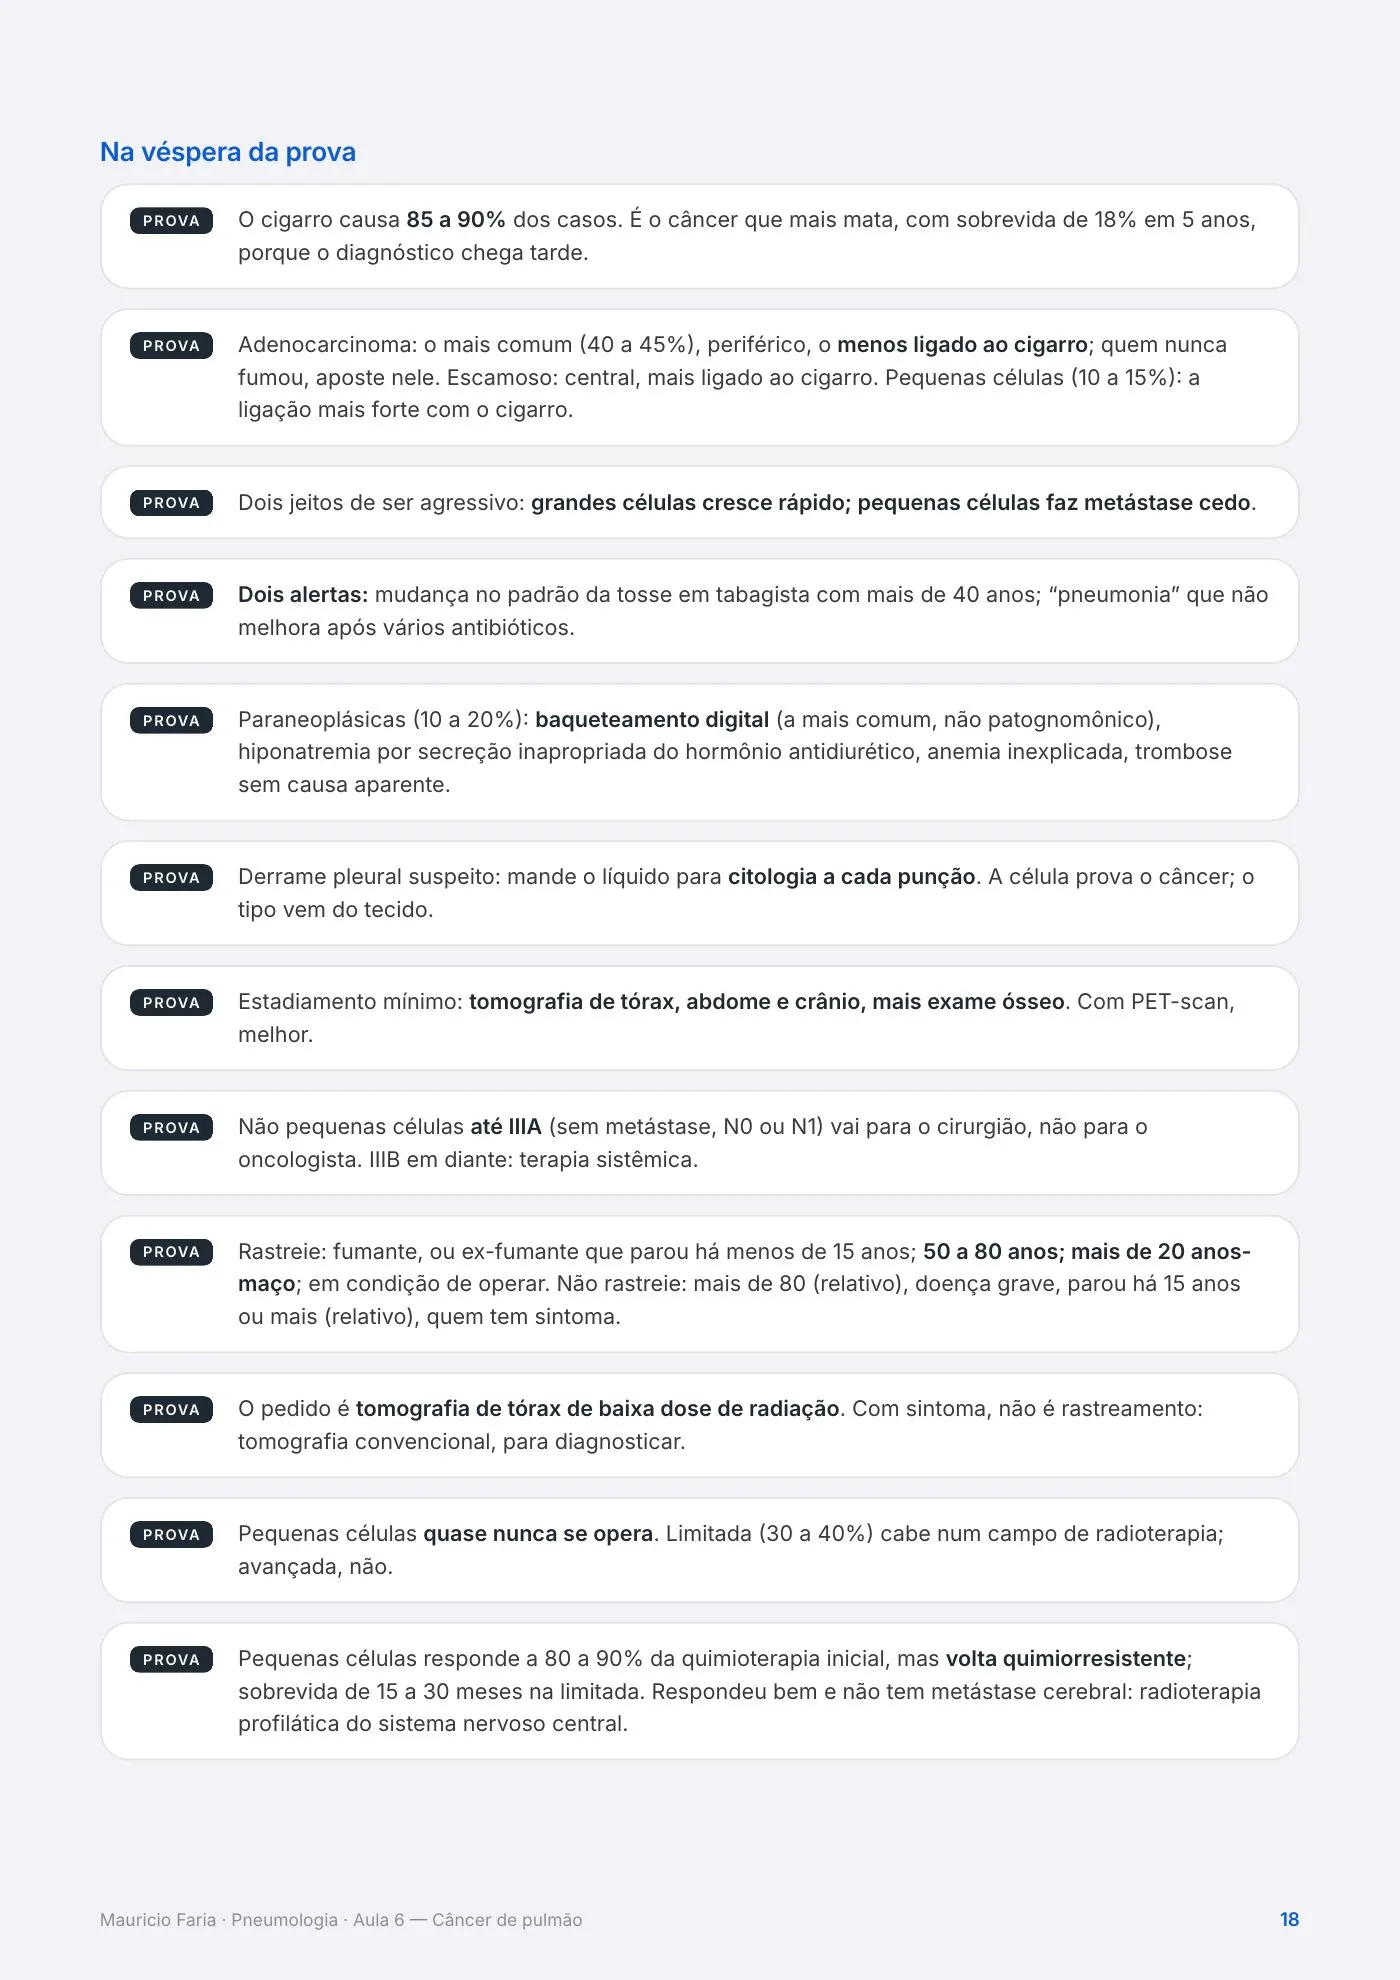 Na véspera da prova
PROVA
O cigarro causa 85 a 90% dos casos. É o câncer que mais mata, com sobrevida de 18% em 5 anos,
porque o diagnóstico chega tarde.
PROVA
Adenocarcinoma: o mais comum (40 a 45%), periférico, o menos ligado ao cigarro; quem nunca
fumou, aposte nele. Escamoso: central, mais ligado ao cigarro. Pequenas células (10 a 15%): a
ligação mais forte com o cigarro.
PROVA
Dois jeitos de ser agressivo: grandes células cresce rápido; pequenas células faz metástase cedo.
PROVA
Dois alertas: mudança no padrão da tosse em tabagista com mais de 40 anos; “pneumonia” que não
melhora após vários antibióticos.
PROVA
Paraneoplásicas (10 a 20%): baqueteamento digital (a mais comum, não patognomônico),
hiponatremia por secreção inapropriada do hormônio antidiurético, anemia inexplicada, trombose
sem causa aparente.
PROVA
Derrame pleural suspeito: mande o líquido para citologia a cada punção. A célula prova o câncer; o
tipo vem do tecido.
PROVA
Estadiamento mínimo: tomografia de tórax, abdome e crânio, mais exame ósseo. Com PET-scan,
melhor.
PROVA
Não pequenas células até IIIA (sem metástase, N0 ou N1) vai para o cirurgião, não para o
oncologista. IIIB em diante: terapia sistêmica.
PROVA
Rastreie: fumante, ou ex-fumante que parou há menos de 15 anos; 50 a 80 anos; mais de 20 anos-
maço; em condição de operar. Não rastreie: mais de 80 (relativo), doença grave, parou há 15 anos
ou mais (relativo), quem tem sintoma.
PROVA
O pedido é tomografia de tórax de baixa dose de radiação. Com sintoma, não é rastreamento:
tomografia convencional, para diagnosticar.
PROVA
Pequenas células quase nunca se opera. Limitada (30 a 40%) cabe num campo de radioterapia;
avançada, não.
PROVA
Pequenas células responde a 80 a 90% da quimioterapia inicial, mas volta quimiorresistente;
sobrevida de 15 a 30 meses na limitada. Respondeu bem e não tem metástase cerebral: radioterapia
profilática do sistema nervoso central.
Mauricio Faria · Pneumologia · Aula 6 — Câncer de pulmão
18